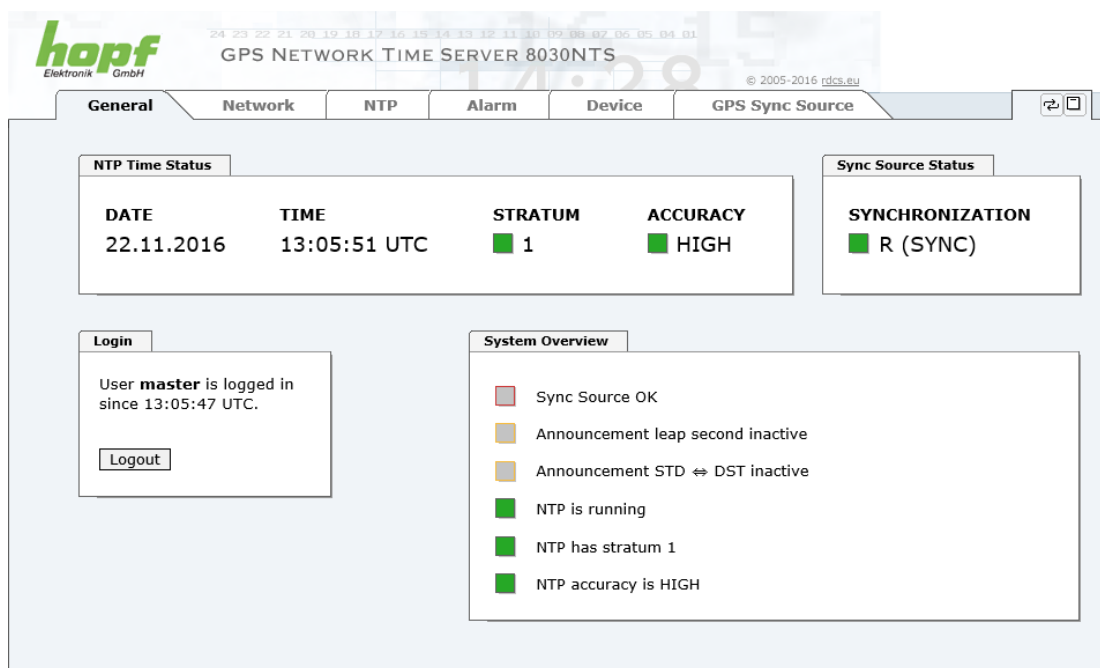 hopf
Elektronik GmbH
24 23 22 21 20 19 18 17 16 15 14 13 12 11 10 09 08 07 06 05 04 01
GPS NETWORK TIME SERVER 8030NTS
14:28
© 2005-2016 rdcs.eu
General Network NTP Alarm Device GPS Sync Source
NTP Time Status
Sync Source Status
DATE TIME STRATUM ACCURACY SYNCHRONIZATION
22.11.2016 13:05:51 UTC 1 HIGH R (SYNC)
Login
System Overview
User master is logged in
since 13:05:47 UTC.
Logout
Sync Source OK
Announcement leap second inactive
Announcement STD ⇔ DST inactive
NTP is running
NTP has stratum 1
NTP accuracy is HIGH